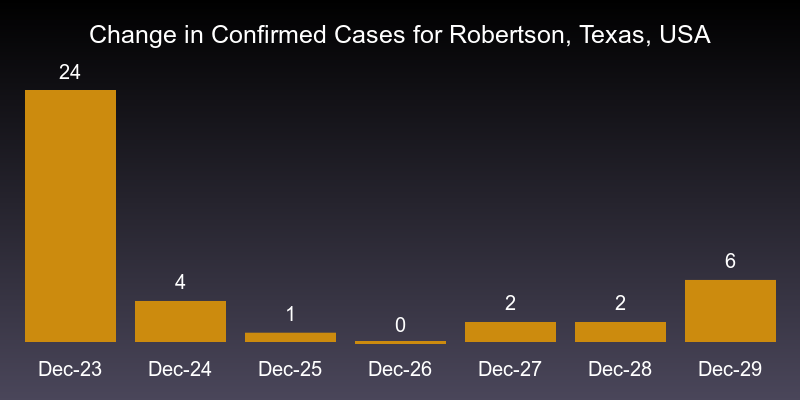 Change in Confirmed Cases for Robertson, Texas, USA
24
4
1
0
2
2
6
Dec-23
Dec-24
Dec-25
Dec-26
Dec-27
Dec-28
Dec-29